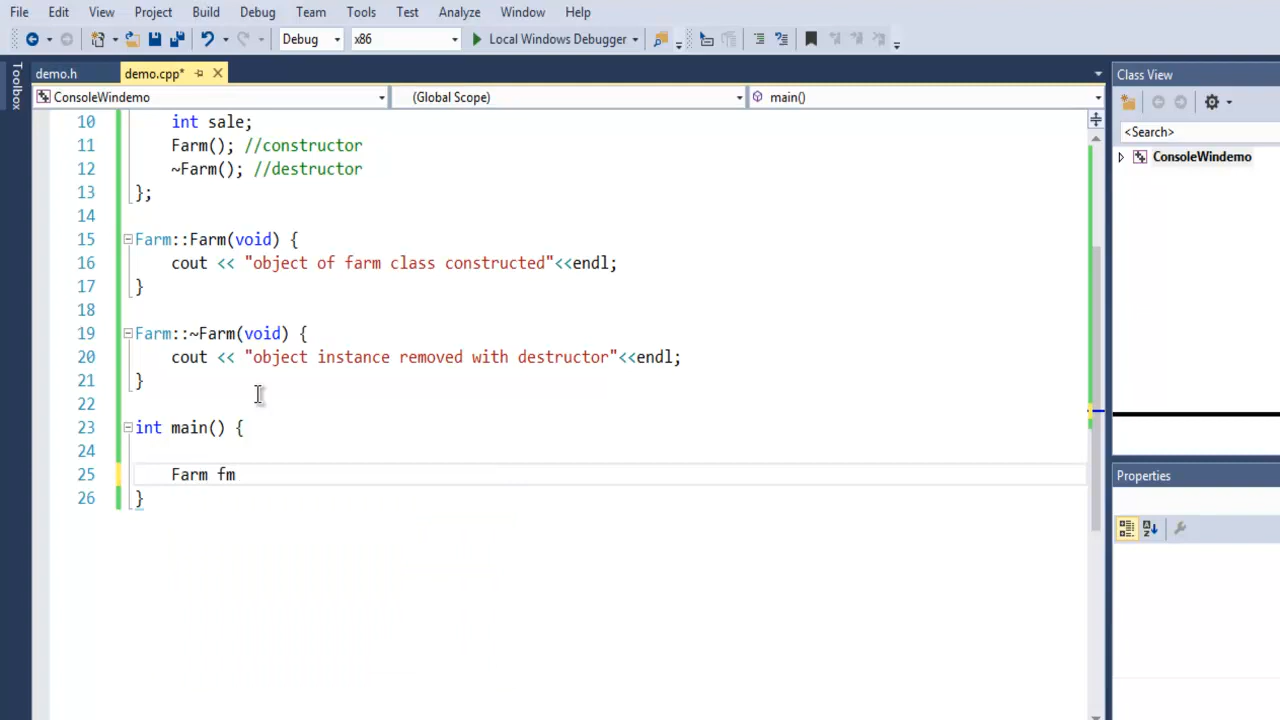 File Edit View Project Build Debug Team Tools Test Analyze Window Help
Debug x86 Local Windows Debugger
Toolbox
demo.h demo.cpp* Class View
ConsoleWindemo (Global Scope) main()
<Search>
ConsoleWindemo
10 int sale;
11 Farm(); //constructor
12 ~Farm(); //destructor
13 };
14
15 Farm::Farm(void) {
16 cout << "object of farm class constructed"<<endl;
17 }
18
19 Farm::~Farm(void) {
20 cout << "object instance removed with destructor"<<endl;
21 }
22
23 int main() {
24
25 Farm fm
26 }
Properties